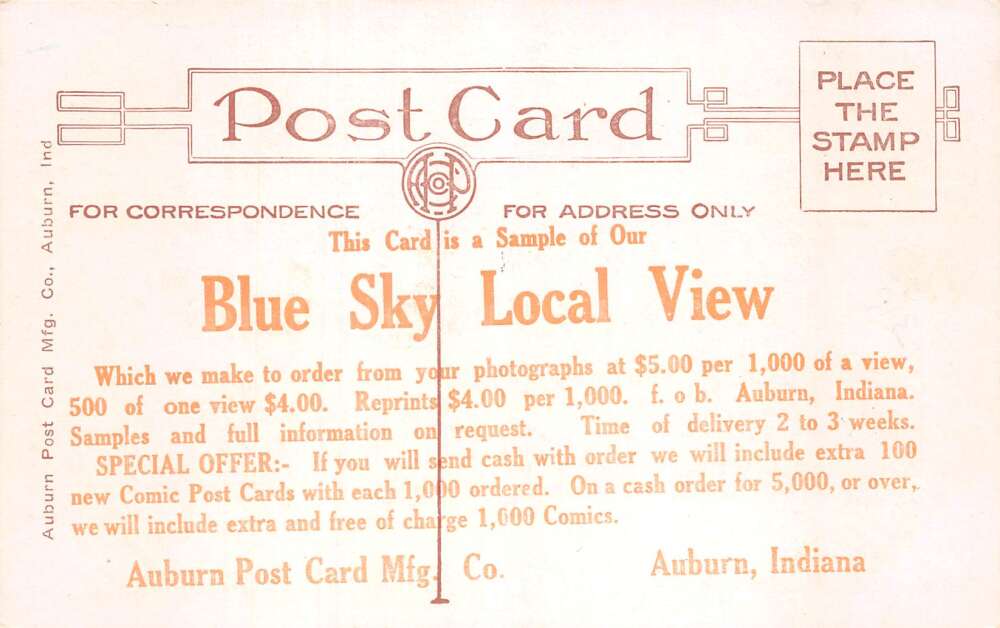 Post Card
PLACE
THE
STAMP
HERE
FOR CORRESPONDENCE
FOR ADDRESS ONLY
This Card is a Sample of Our
Blue Sky Local View
Which we make to order from your photographs at $5.00 per 1,000 of a view,
500 of one view $4.00. Reprints $4.00 per 1,000. f. o b. Auburn, Indiana.
Samples and full information on request. Time of delivery 2 to 3 weeks.
SPECIAL OFFER:- If you will send cash with order we will include extra 100
new Comic Post Cards with each 1,000 ordered. On a cash order for 5,000, or over,
we will include extra and free of charge 1,000 Comics.
Auburn Post Card Mfg. Co. Auburn, Indiana
Auburn Post Card Mfg. Co., Auburn, Ind